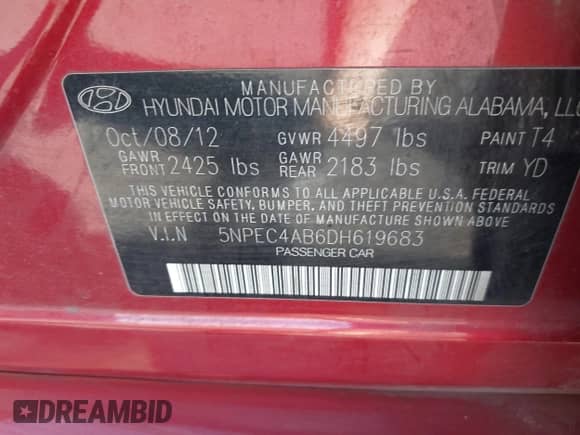 MANUFACTURED BY
HYUNDAI MOTOR MANUFACTURING ALABAMA, LLC
Oct/08/12 GVWR 4497 lbs PAINT T4
GAWR FRONT 2425 lbs GAWR REAR 2183 lbs TRIM YD
THIS VEHICLE CONFORMS TO ALL APPLICABLE U.S.A. FEDERAL
MOTOR VEHICLE SAFETY, BUMPER, AND THEFT PREVENTION STANDARDS
IN EFFECT ON THE DATE OF MANUFACTURE SHOWN ABOVE
V.I.N 5NPEC4AB6DH619683
PASSENGER CAR
DREAMBID